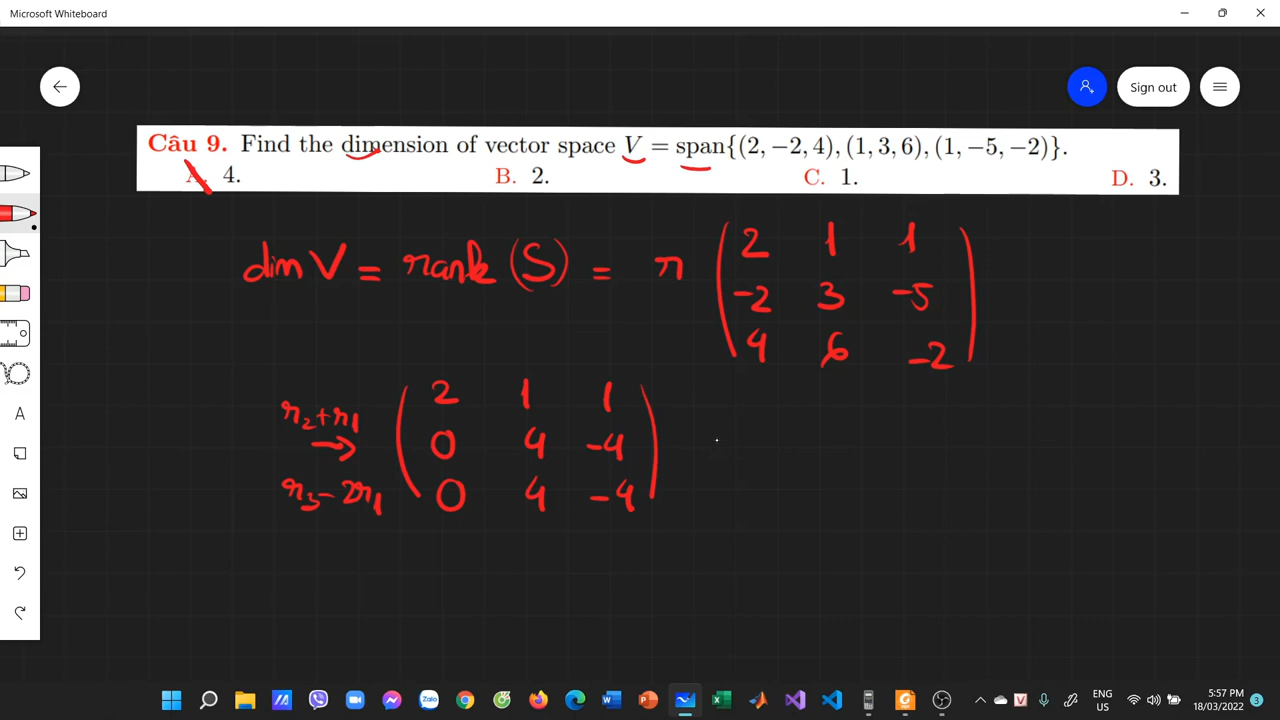 Microsoft Whiteboard
Sign out
Câu 9. Find the dimension of vector space V = span{(2, −2, 4), (1, 3, 6), (1, −5, −2)}.
A. 4. B. 2. C. 1. D. 3.
dim V = rank (S) = r
2 1 1
-2 3 -5
4 6 -2
r2+r1 → r3-2r1
2 1 1
0 4 -4
0 4 -4
A
Zalo
V
ENG
US
5:57 PM
18/03/2022
3